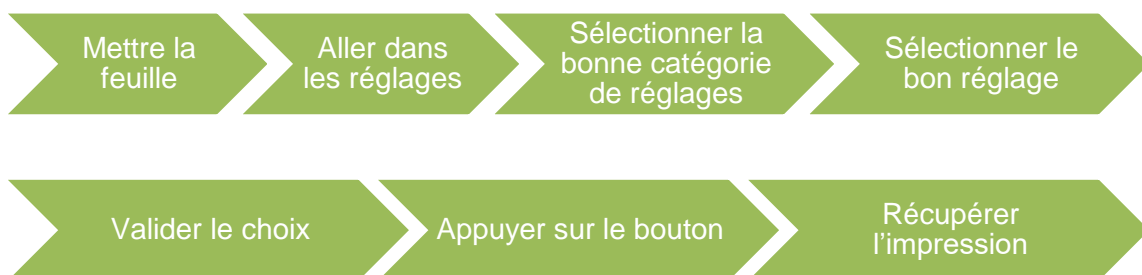 Mettre la
feuille
Aller dans
les réglages
Sélectionner la
bonne catégorie
de réglages
Sélectionner le
bon réglage
Valider le choix
Appuyer sur le bouton
Récupérer
l’impression